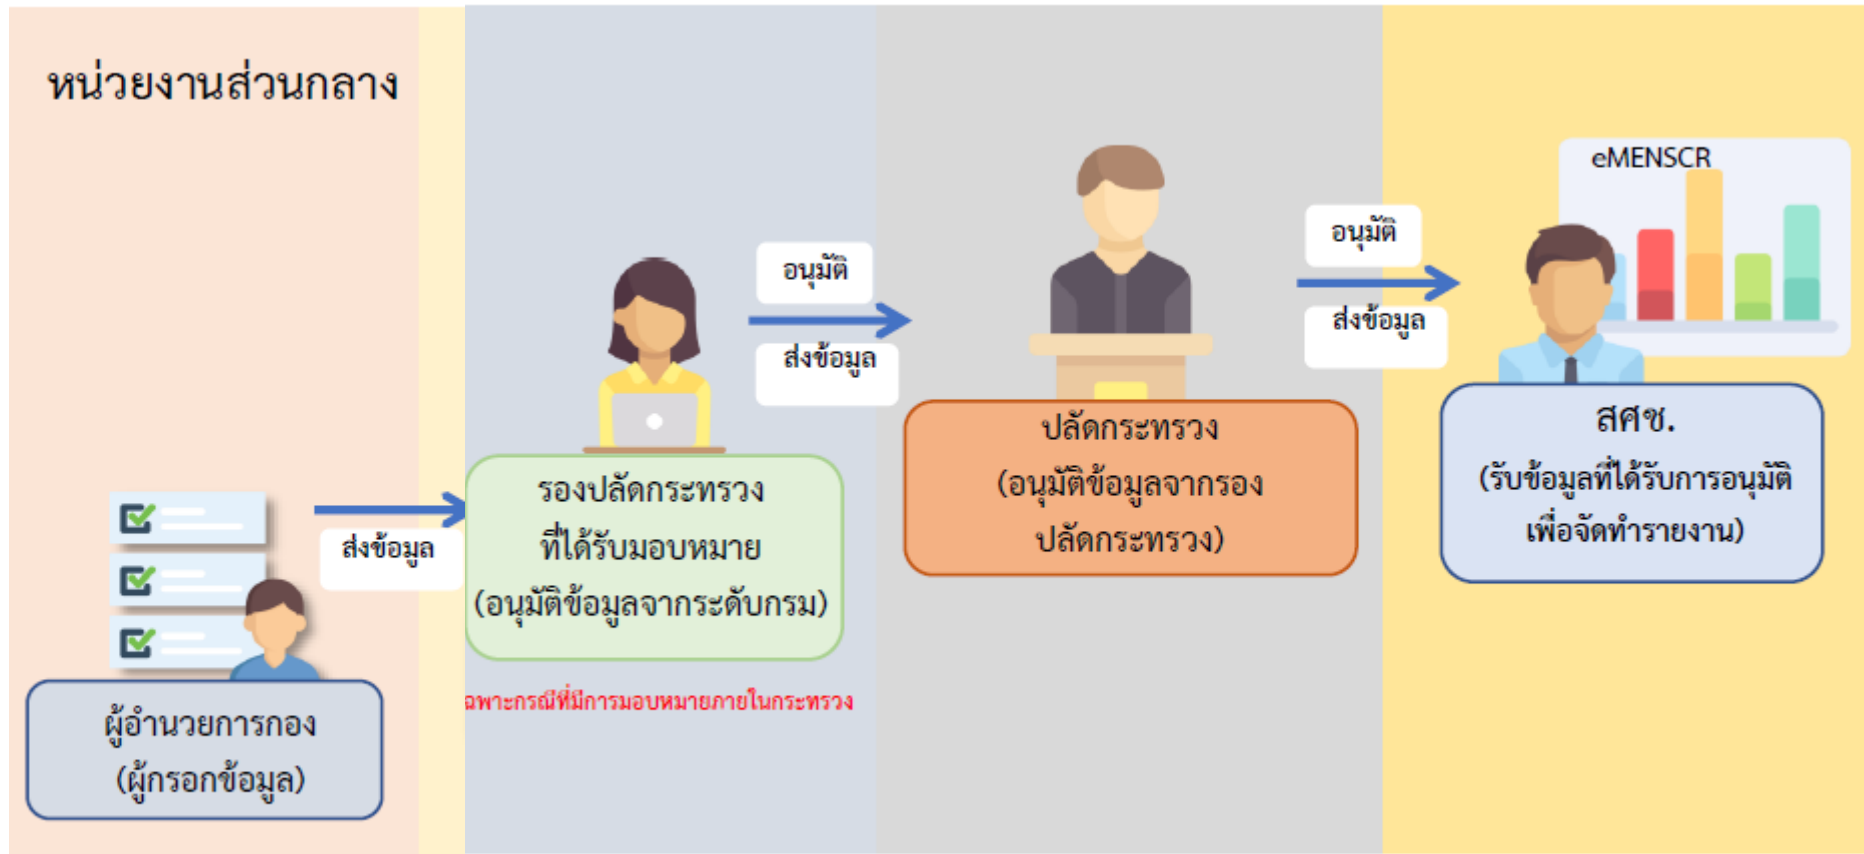 หน่วยงานส่วนกลาง
ส่งข้อมูล
ผู้อำนวยการกอง
(ผู้กรอกข้อมูล)
รองปลัดกระทรวง
ที่ได้รับมอบหมาย
(อนุมัติข้อมูลจากระดับกรม)
ฉพาะกรณีที่มีการมอบหมายภายในกระทรวง
อนุมัติ
ส่งข้อมูล
ปลัดกระทรวง
(อนุมัติข้อมูลจากรอง
ปลัดกระทรวง)
อนุมัติ
ส่งข้อมูล
eMENSCR
สศช.
(รับข้อมูลที่ได้รับการอนุมัติ
เพื่อจัดทำรายงาน)